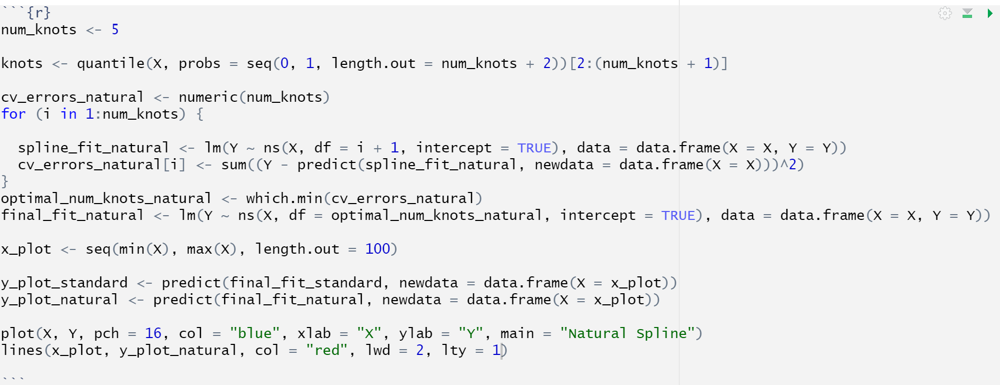 ```{r}
num_knots <- 5
knots <- quantile(X, probs = seq(0, 1, length.out = num_knots + 2))[2:(num_knots + 1)]
cv_errors_natural <- numeric(num_knots)
for (i in 1:num_knots) {
  spline_fit_natural <- lm(Y ~ ns(X, df = i + 1, intercept = TRUE), data = data.frame(X = X, Y = Y))
  cv_errors_natural[i] <- sum((Y - predict(spline_fit_natural, newdata = data.frame(X = X)))^2)
}
optimal_num_knots_natural <- which.min(cv_errors_natural)
final_fit_natural <- lm(Y ~ ns(X, df = optimal_num_knots_natural, intercept = TRUE), data = data.frame(X = X, Y = Y))
x_plot <- seq(min(X), max(X), length.out = 100)
y_plot_standard <- predict(final_fit_standard, newdata = data.frame(X = x_plot))
y_plot_natural <- predict(final_fit_natural, newdata = data.frame(X = x_plot))
plot(X, Y, pch = 16, col = "blue", xlab = "X", ylab = "Y", main = "Natural Spline")
lines(x_plot, y_plot_natural, col = "red", lwd = 2, lty = 1)
```